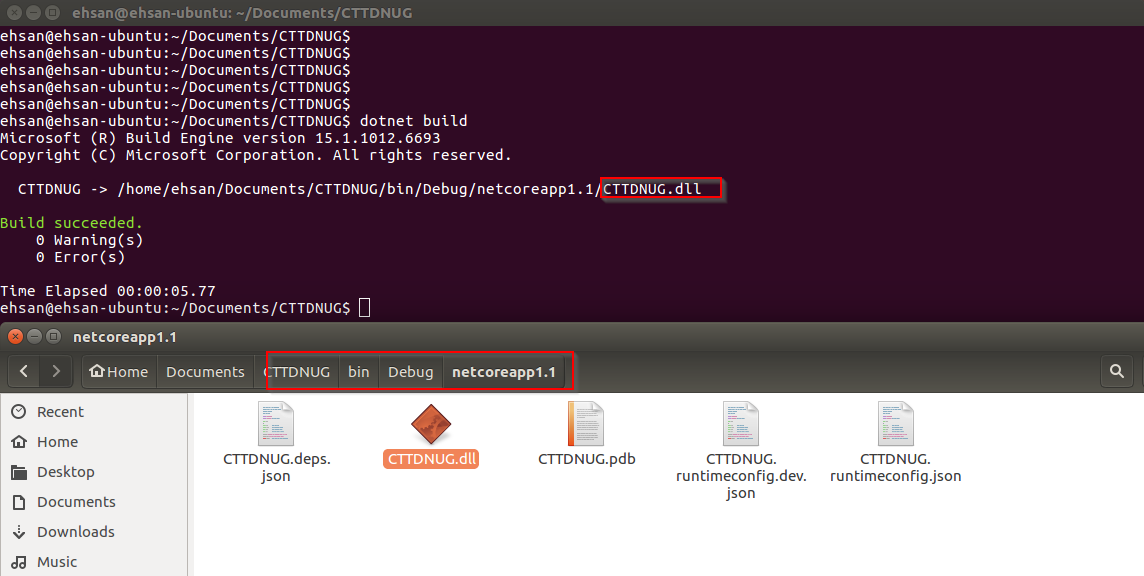 ehsan@ehsan-ubuntu: ~/Documents/CTTDNUG
ehsan@ehsan-ubuntu:~/Documents/CTTDNUG$
ehsan@ehsan-ubuntu:~/Documents/CTTDNUG$
ehsan@ehsan-ubuntu:~/Documents/CTTDNUG$
ehsan@ehsan-ubuntu:~/Documents/CTTDNUG$
ehsan@ehsan-ubuntu:~/Documents/CTTDNUG$
ehsan@ehsan-ubuntu:~/Documents/CTTDNUG$ dotnet build
Microsoft (R) Build Engine version 15.1.1012.6693
Copyright (C) Microsoft Corporation. All rights reserved.
CTTDNUG -> /home/ehsan/Documents/CTTDNUG/bin/Debug/netcoreapp1.1/CTTDNUG.dll
Build succeeded.
0 Warning(s)
0 Error(s)
Time Elapsed 00:00:05.77
ehsan@ehsan-ubuntu:~/Documents/CTTDNUG$
netcoreapp1.1
Home Documents CTTDNUG bin Debug netcoreapp1.1
Recent
Home
Desktop
Documents
Downloads
Music
CTTDNUG.deps.
json
CTTDNUG.dll
CTTDNUG.pdb
CTTDNUG.
runtimeconfig.dev.
json
CTTDNUG.
runtimeconfig.json